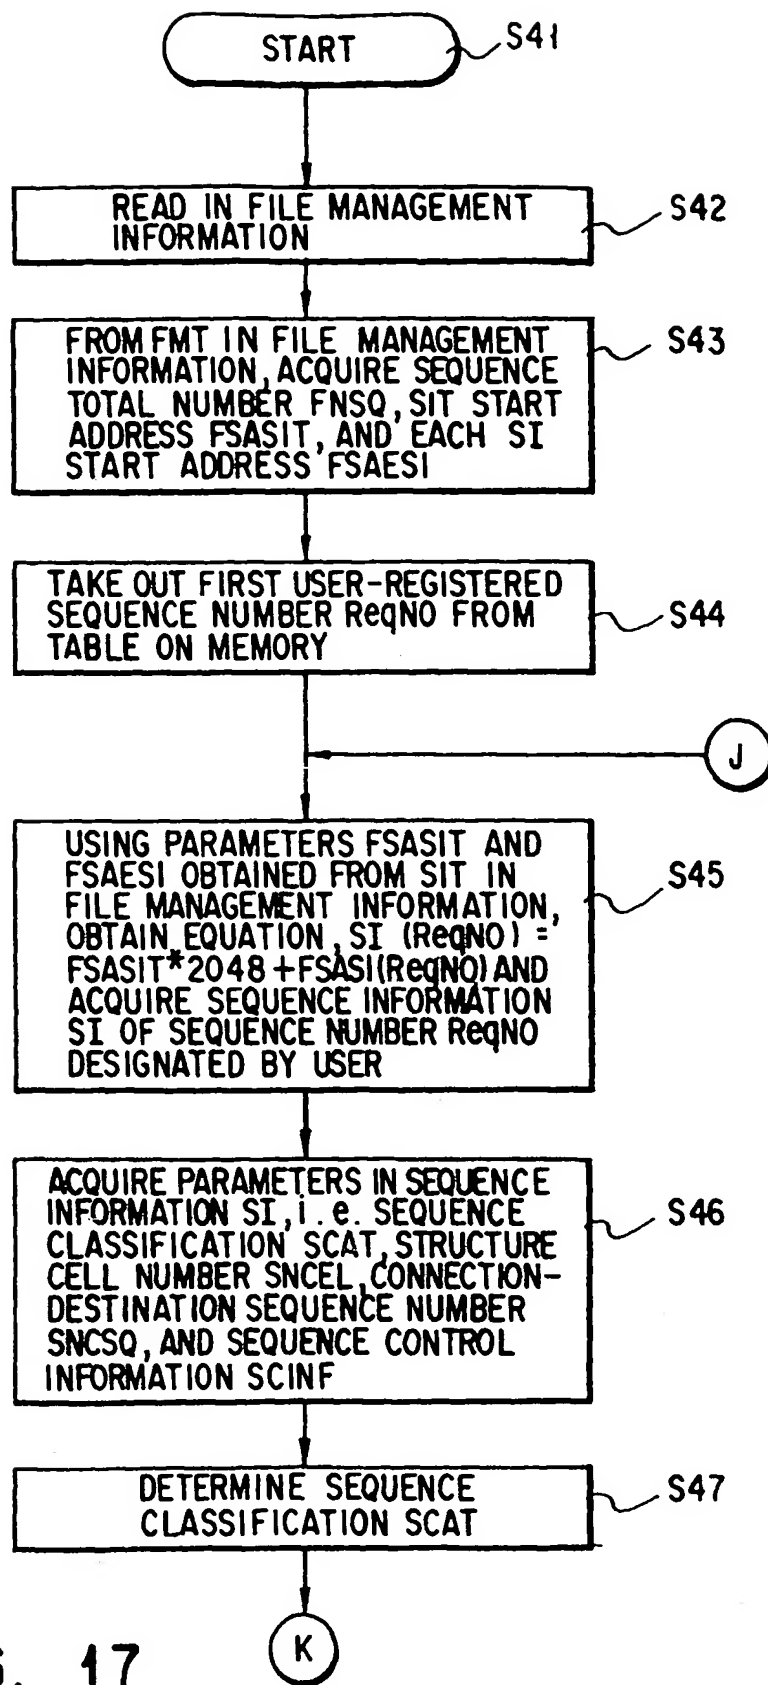 START
S41
READ IN FILE MANAGEMENT
INFORMATION
S42
FROM FMT IN FILE MANAGEMENT
INFORMATION, ACQUIRE SEQUENCE
TOTAL NUMBER FNSQ, SIT START
ADDRESS FSASIT, AND EACH SI
START ADDRESS FSAESI
S43
TAKE OUT FIRST USER-REGISTERED
SEQUENCE NUMBER ReqNO FROM
TABLE ON MEMORY
S44
J
USING PARAMETERS FSASIT AND
FSAESI OBTAINED FROM SIT IN
FILE MANAGEMENT INFORMATION,
OBTAIN EQUATION, SI (ReqNO) =
FSASIT*2048+FSASI(ReqNO) AND
ACQUIRE SEQUENCE INFORMATION
SI OF SEQUENCE NUMBER ReqNO
DESIGNATED BY USER
S45
ACQUIRE PARAMETERS IN SEQUENCE
INFORMATION SI, i.e. SEQUENCE
CLASSIFICATION SCAT, STRUCTURE
CELL NUMBER SNCEL, CONNECTION-
DESTINATION SEQUENCE NUMBER
SNCSQ, AND SEQUENCE CONTROL
INFORMATION SCINF
S46
DETERMINE SEQUENCE
CLASSIFICATION SCAT
S47
K
17